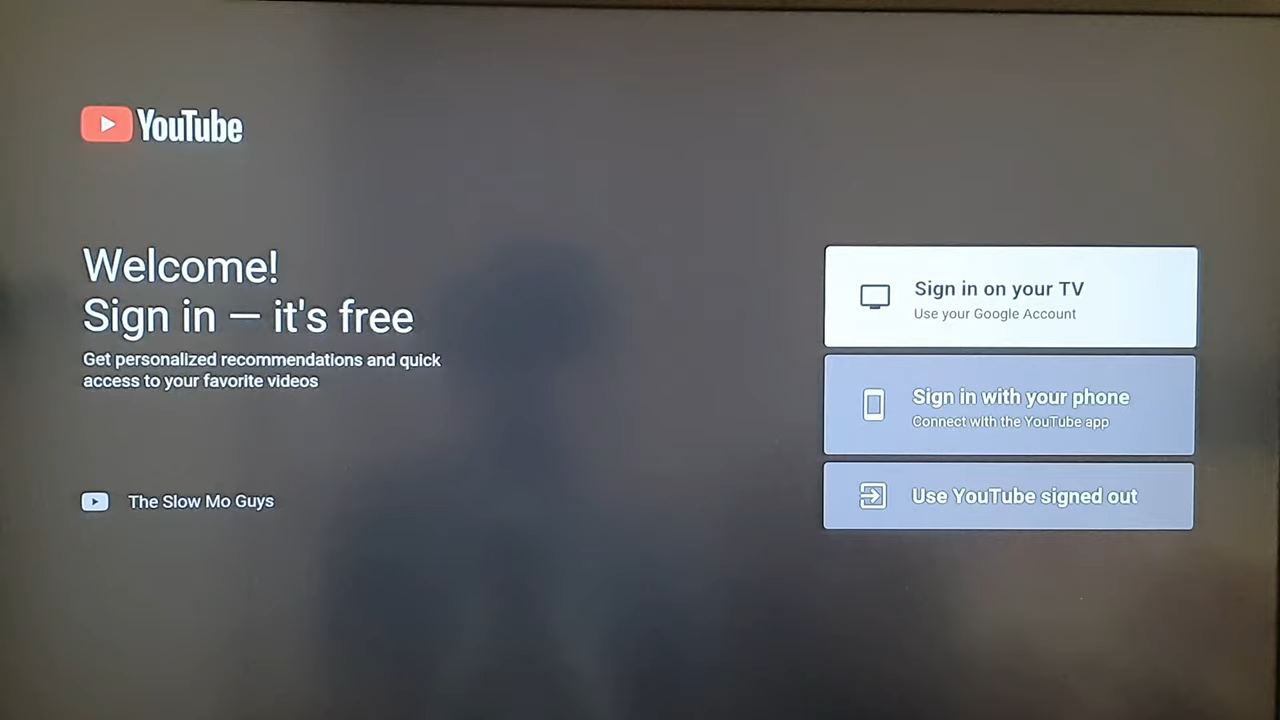 YouTube
Welcome!
Sign in — it's free
Get personalized recommendations and quick
access to your favorite videos
The Slow Mo Guys
Sign in on your TV
Use your Google Account
Sign in with your phone
Connect with the YouTube app
Use YouTube signed out